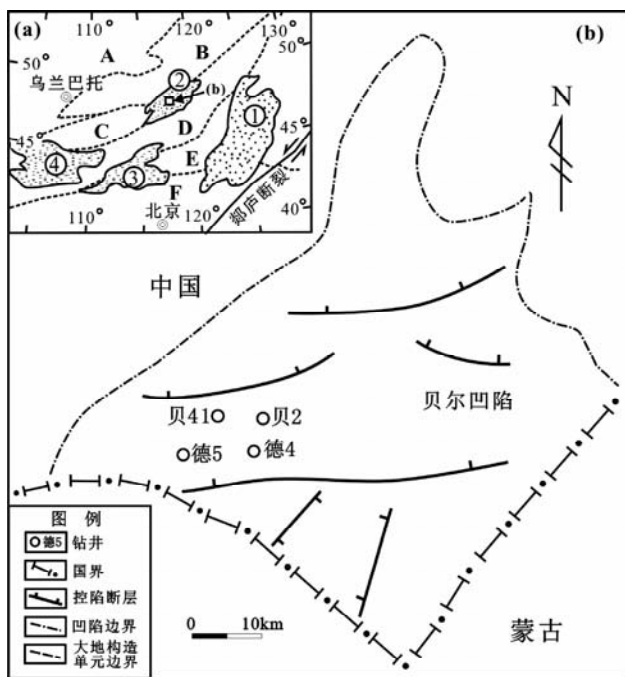 (a)
110°
120°
130°
50°
B
50°
A
乌兰巴托
②
(b)
C
D
①
45°
45°
④
③
E
F
110°
北京
120°
40°
郯庐断裂
(b)
N
中国
贝尔凹陷
贝41
贝2
德5
德4
图 例
德5 钻井
国界
控陷断层
凹陷边界
大地构造
单元边界
0 10km
蒙古